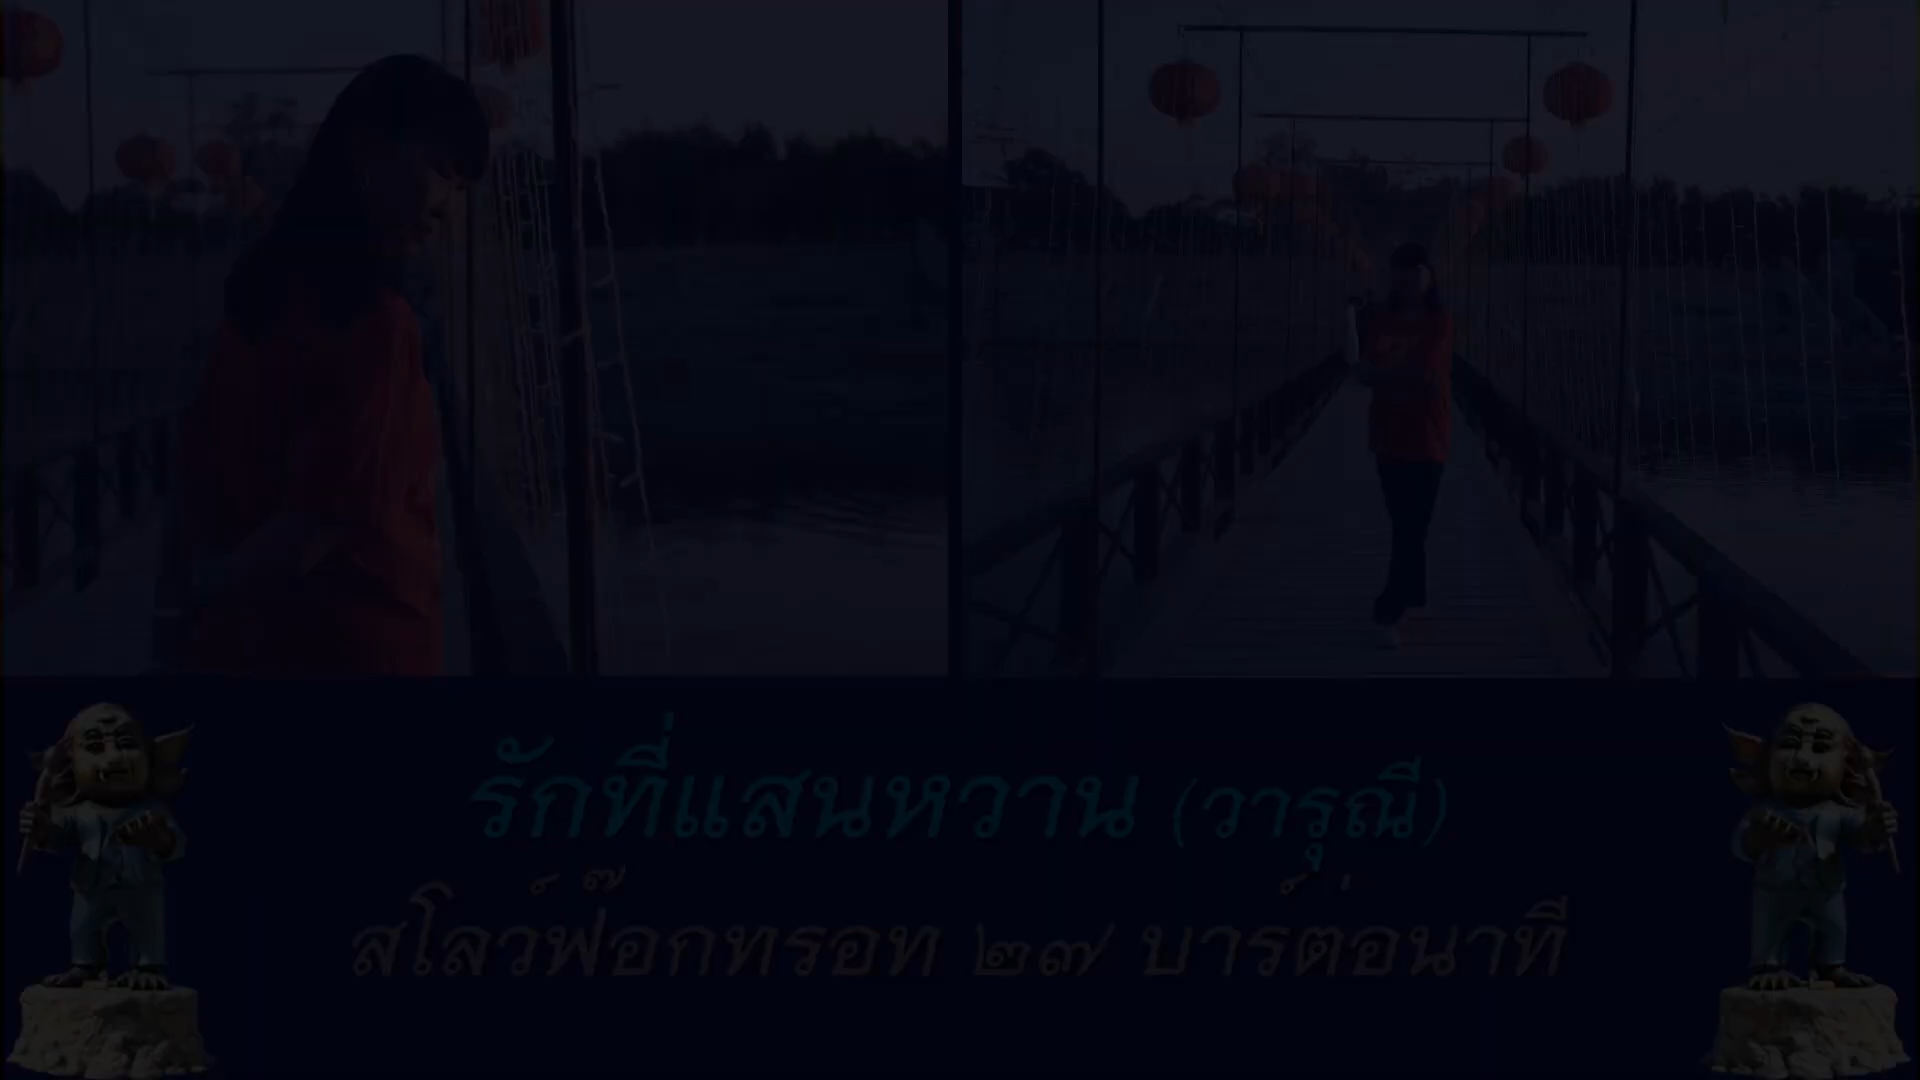 รักที่แสนหวาน (วารุณี)
สโลว์ฟ๊อกทรอท ๒๗ บาร์ต่อนาที